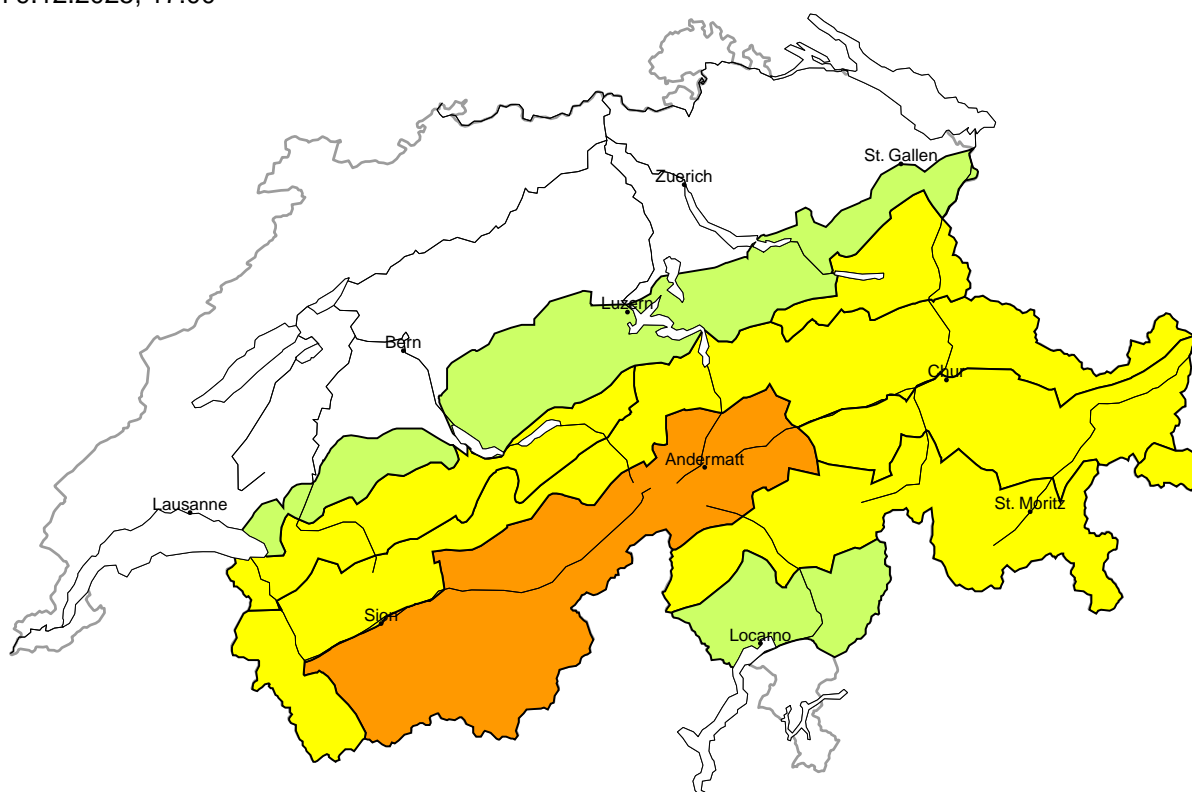 St. Gallen
Zuerich
Luzern
Bern
Chur
Andermatt
Lausanne
St. Moritz
Sion
Locarno